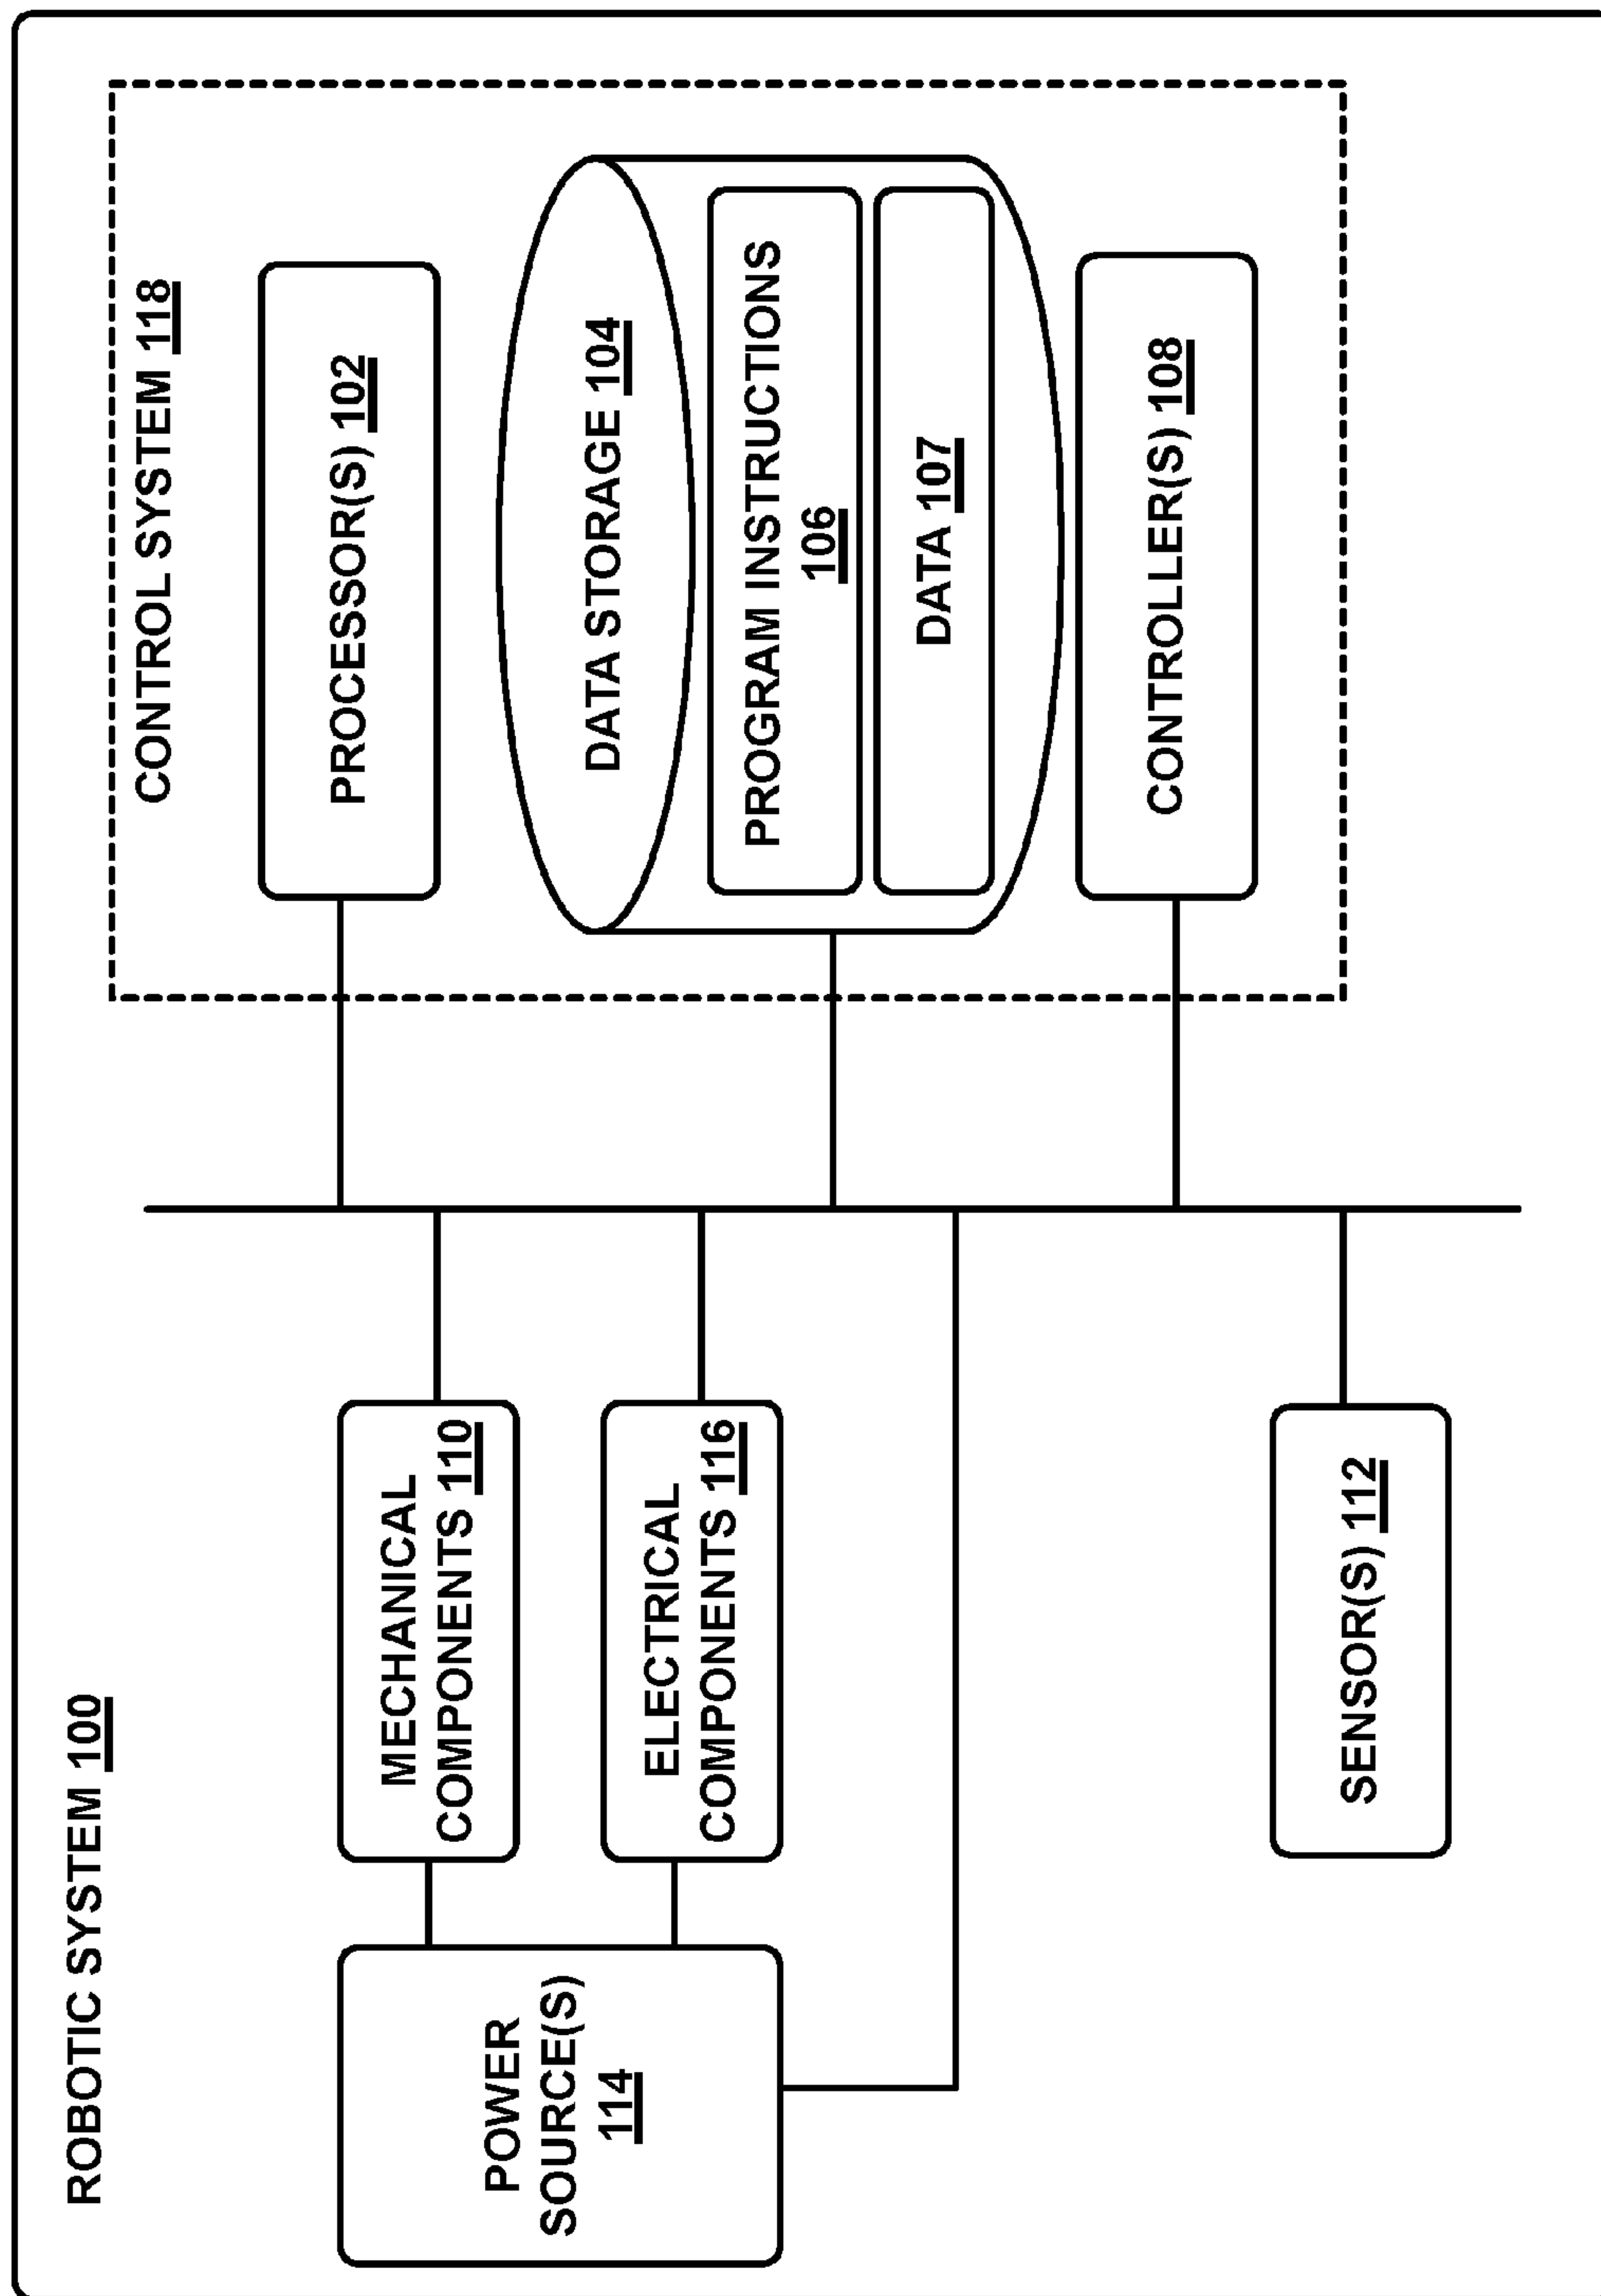 ROBOTIC SYSTEM 100
CONTROL SYSTEM 118
MECHANICAL
COMPONENTS 110
PROCESSOR(S) 102
POWER
SOURCE(S)
114
ELECTRICAL
COMPONENTS 116
DATA STORAGE 104
PROGRAM INSTRUCTIONS
106
DATA 107
SENSOR(S) 112
CONTROLLER(S) 108